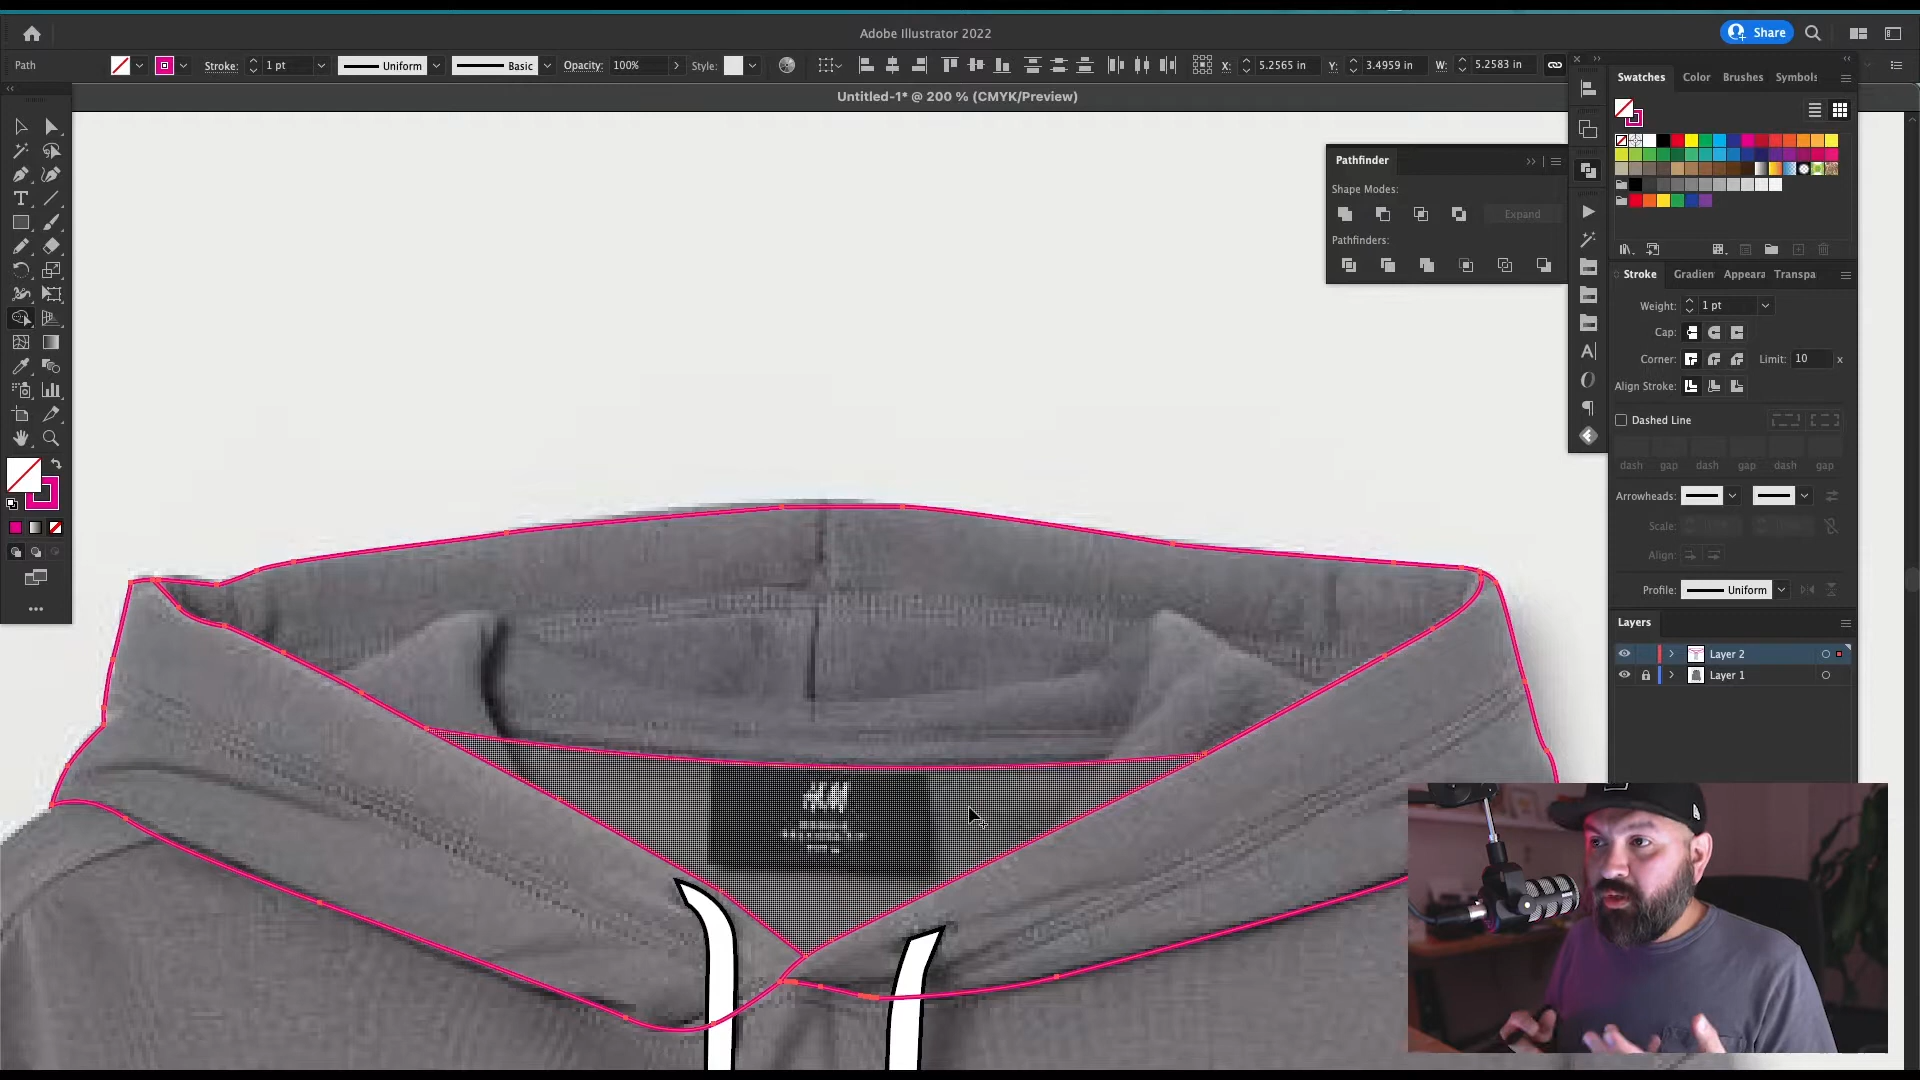 Adobe Illustrator 2022
Share
Path
Stroke:
1 pt
Uniform
Basic
Opacity:
100%
Style:
X:
5.2565 in
Y:
3.4959 in
W:
5.2583 in
Untitled-1* @ 200 % (CMYK/Preview)
Swatches
Color
Brushes
Symbols
Pathfinder
Shape Modes:
Expand
Pathfinders:
Stroke
Gradien
Appeara
Transpa
Weight:
1 pt
Cap:
Corner:
Limit:
10
x
Align Stroke:
Dashed Line
dash
gap
dash
gap
dash
gap
Arrowheads:
Scale:
Align:
Profile:
Uniform
Layers
Layer 2
Layer 1